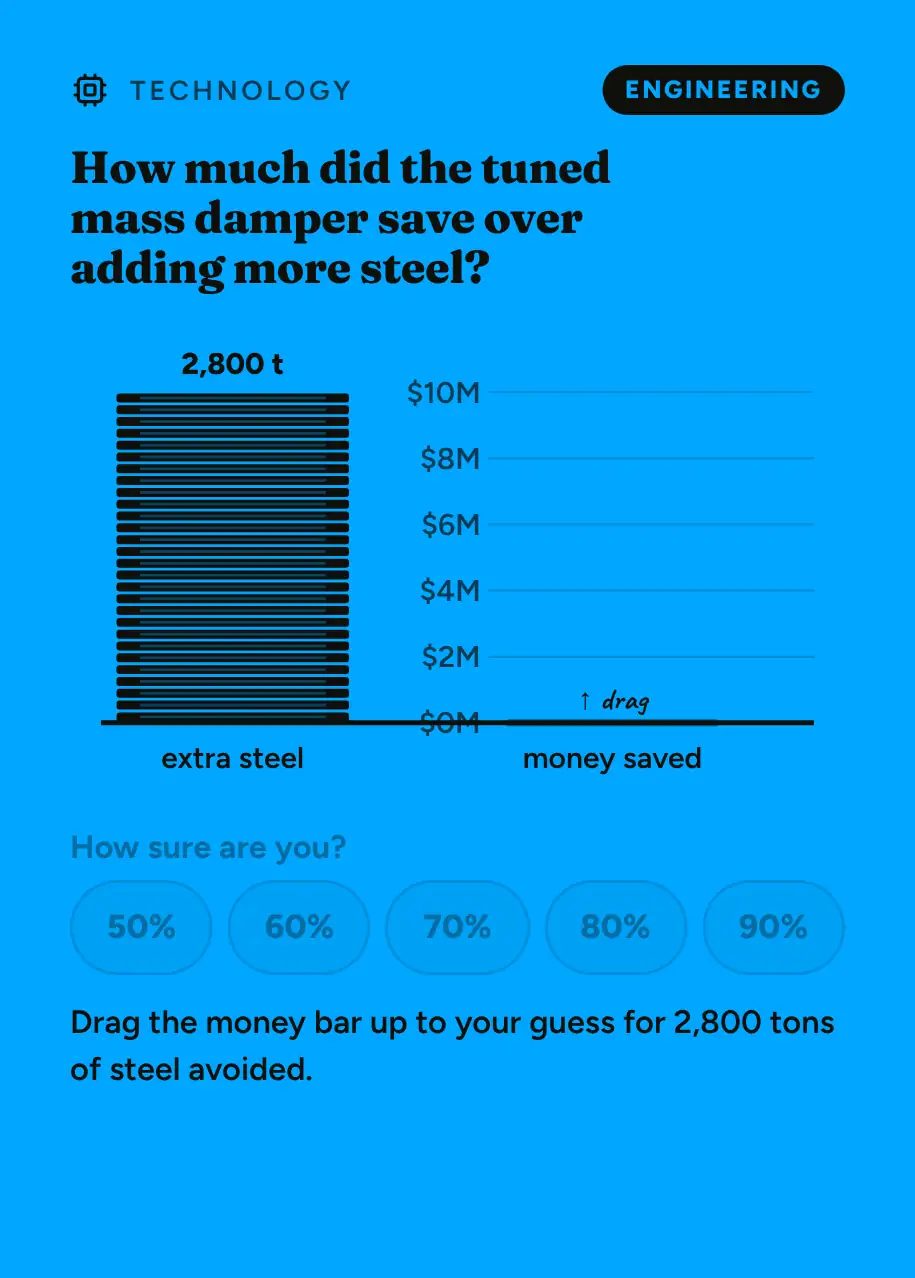 TECHNOLOGY
ENGINEERING
How much did the tuned
mass damper save over
adding more steel?
2,800 t
$10M
$8M
$6M
$4M
$2M
↑ drag
$0M
extra steel
money saved
How sure are you?
50%
60%
70%
80%
90%
Drag the money bar up to your guess for 2,800 tons
of steel avoided.